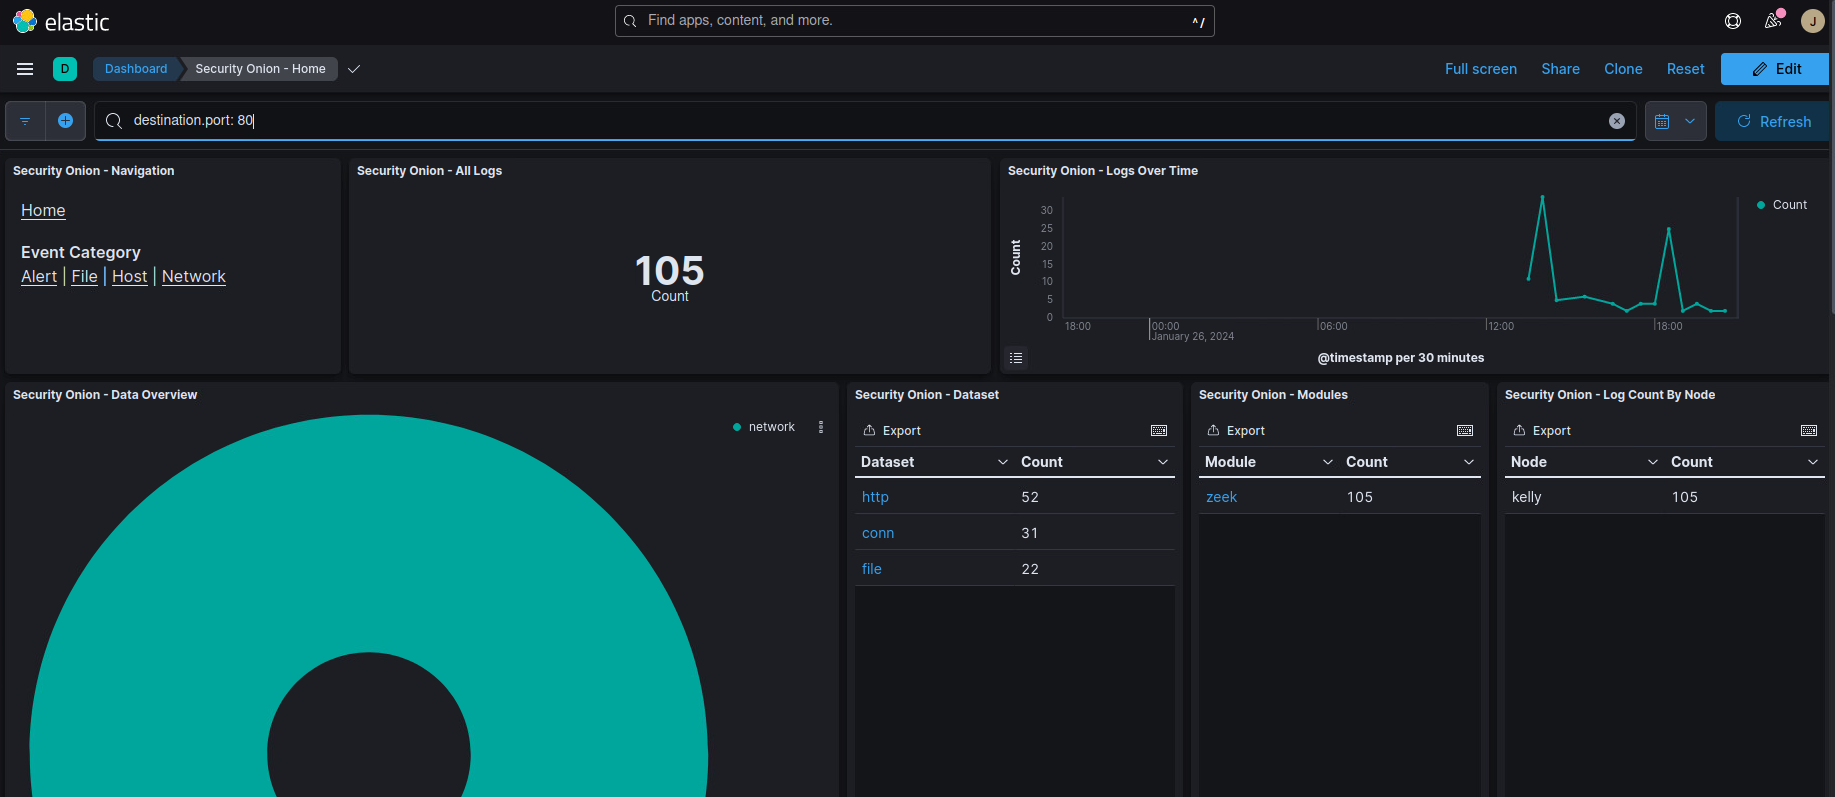 elastic
Find apps, content, and more.
^/
J
D
Dashboard
Security Onion - Home
Full screen
Share
Clone
Reset
Edit
destination.port: 80
Refresh
Security Onion - Navigation
Home
Event Category
Alert | File | Host | Network
Security Onion - All Logs
105
Count
Security Onion - Logs Over Time
Count
30
25
20
15
10
5
0
18:00
00:00
January 26, 2024
06:00
12:00
18:00
@timestamp per 30 minutes
Count
Security Onion - Data Overview
network
Security Onion - Dataset
Export
Dataset Count
http 52
conn 31
file 22
Security Onion - Modules
Export
Module Count
zeek 105
Security Onion - Log Count By Node
Export
Node Count
kelly 105